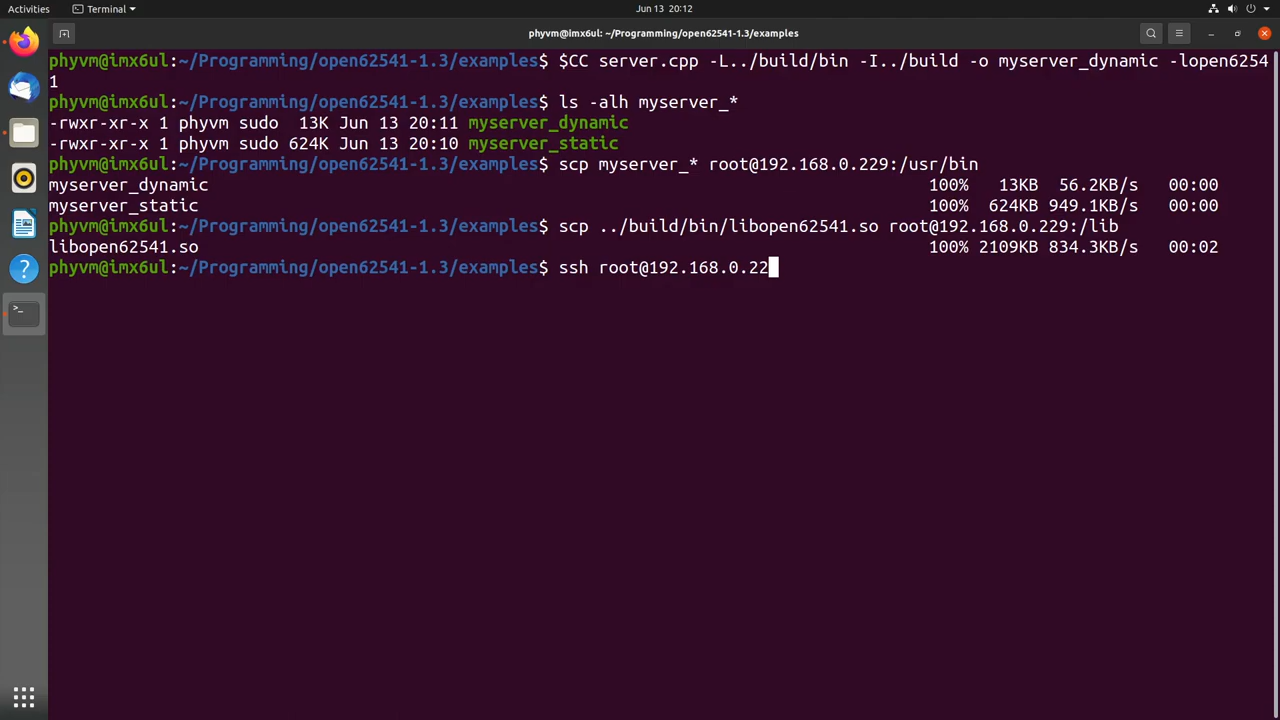 Activities
Terminal
Jun 13 20:12
phyvm@imx6ul: ~/Programming/open62541-1.3/examples
phyvm@imx6ul:~/Programming/open62541-1.3/examples$ $CC server.cpp -L../build/bin -I../build -o myserver_dynamic -lopen6254
1
phyvm@imx6ul:~/Programming/open62541-1.3/examples$ ls -alh myserver_*
-rwxr-xr-x 1 phyvm sudo  13K Jun 13 20:11 myserver_dynamic
-rwxr-xr-x 1 phyvm sudo 624K Jun 13 20:10 myserver_static
phyvm@imx6ul:~/Programming/open62541-1.3/examples$ scp myserver_* root@192.168.0.229:/usr/bin
myserver_dynamic 100% 13KB 56.2KB/s 00:00
myserver_static 100% 624KB 949.1KB/s 00:00
phyvm@imx6ul:~/Programming/open62541-1.3/examples$ scp ../build/bin/libopen62541.so root@192.168.0.229:/lib
libopen62541.so 100% 2109KB 834.3KB/s 00:02
phyvm@imx6ul:~/Programming/open62541-1.3/examples$ ssh root@192.168.0.22